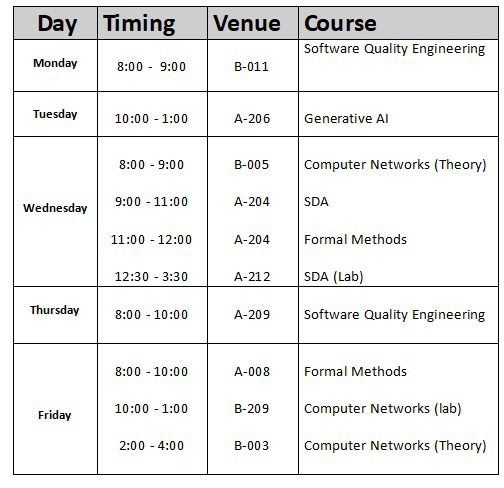 Day Timing Venue Course
Monday 8:00 - 9:00 B-011 Software Quality Engineering
Tuesday 10:00 - 1:00 A-206 Generative AI
Wednesday 8:00 - 9:00 B-005 Computer Networks (Theory)
9:00 - 11:00 A-204 SDA
11:00 - 12:00 A-204 Formal Methods
12:30 - 3:30 A-212 SDA (Lab)
Thursday 8:00 - 10:00 A-209 Software Quality Engineering
Friday 8:00 - 10:00 A-008 Formal Methods
10:00 - 1:00 B-209 Computer Networks (lab)
2:00 - 4:00 B-003 Computer Networks (Theory)